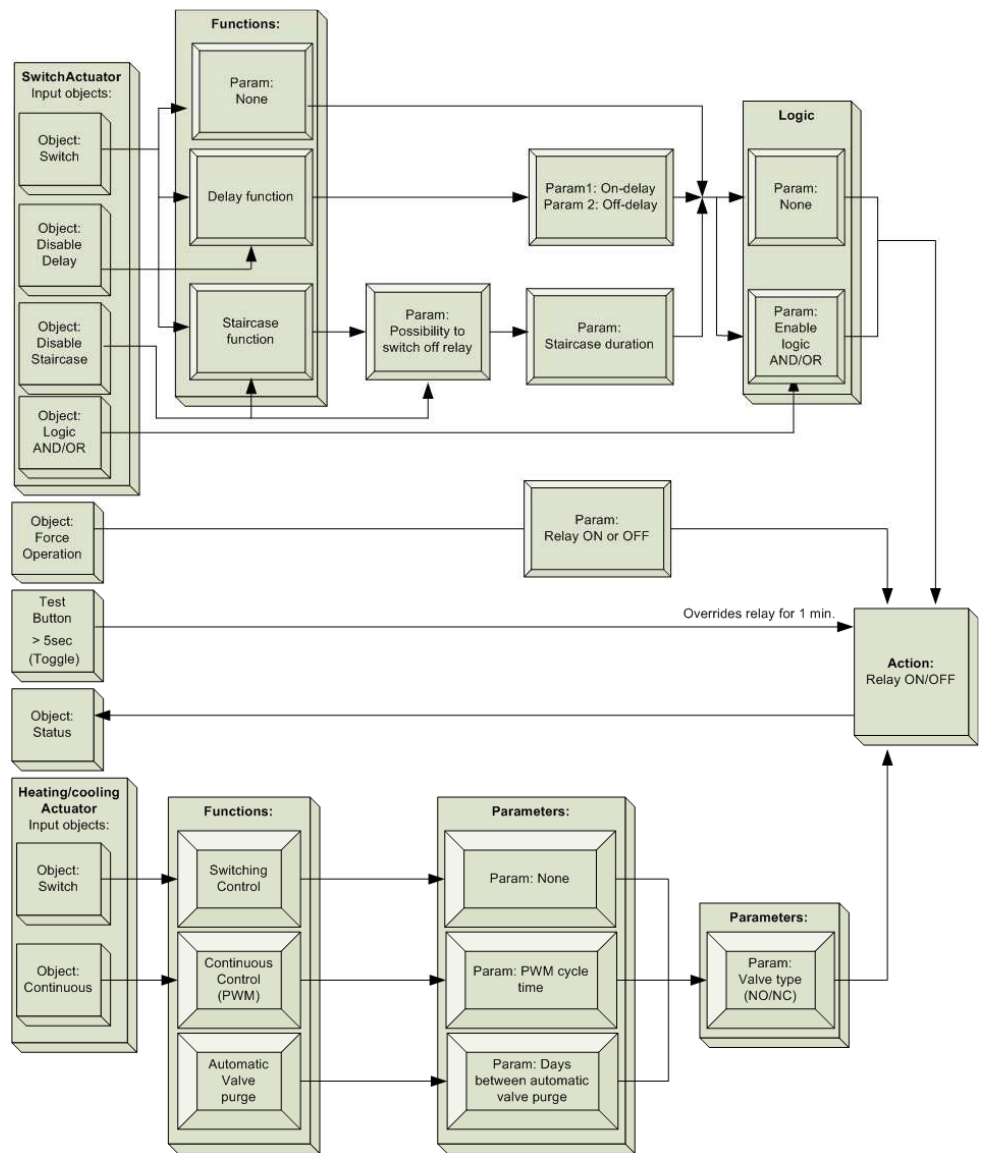 Functions:
Param:
None
Delay function
Staircase
function
SwitchActuator
Input objects:
Object:
Switch
Object:
Disable
Delay
Object:
Disable
Staircase
Object:
Logic
AND/OR
Param:
Possibility to
switch off relay
Param1: On-delay
Param 2: Off-delay
Param:
Staircase duration
Logic
Param:
None
Param:
Enable
logic
AND/OR
Object:
Force
Operation
Param:
Relay ON or OFF
Test
Button
> 5sec
(Toggle)
Overrides relay for 1 min.
Action:
Relay ON/OFF
Object:
Status
Heating/cooling
Actuator
Input objects:
Object:
Switch
Object:
Continuous
Functions:
Switching
Control
Continuous
Control
(PWM)
Automatic
Valve
purge
Parameters:
Param: None
Param: PWM cycle
time
Param: Days
between automatic
valve purge
Parameters:
Param:
Valve type
(NO/NC)